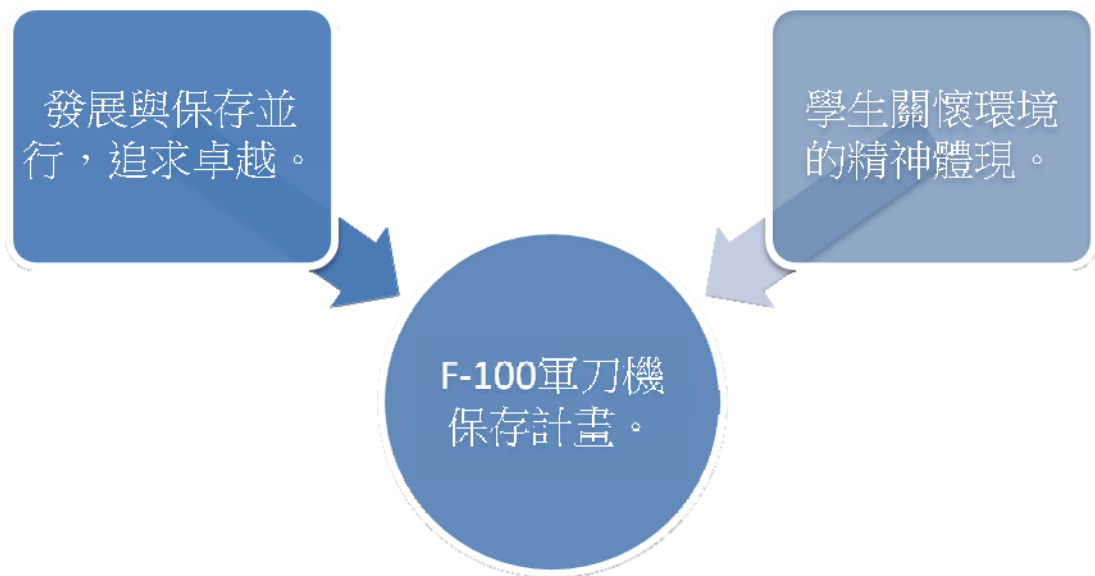 發展與保存並
行，追求卓越。
學生關懷環境
的精神體現。
F-100軍刀機
保存計畫。